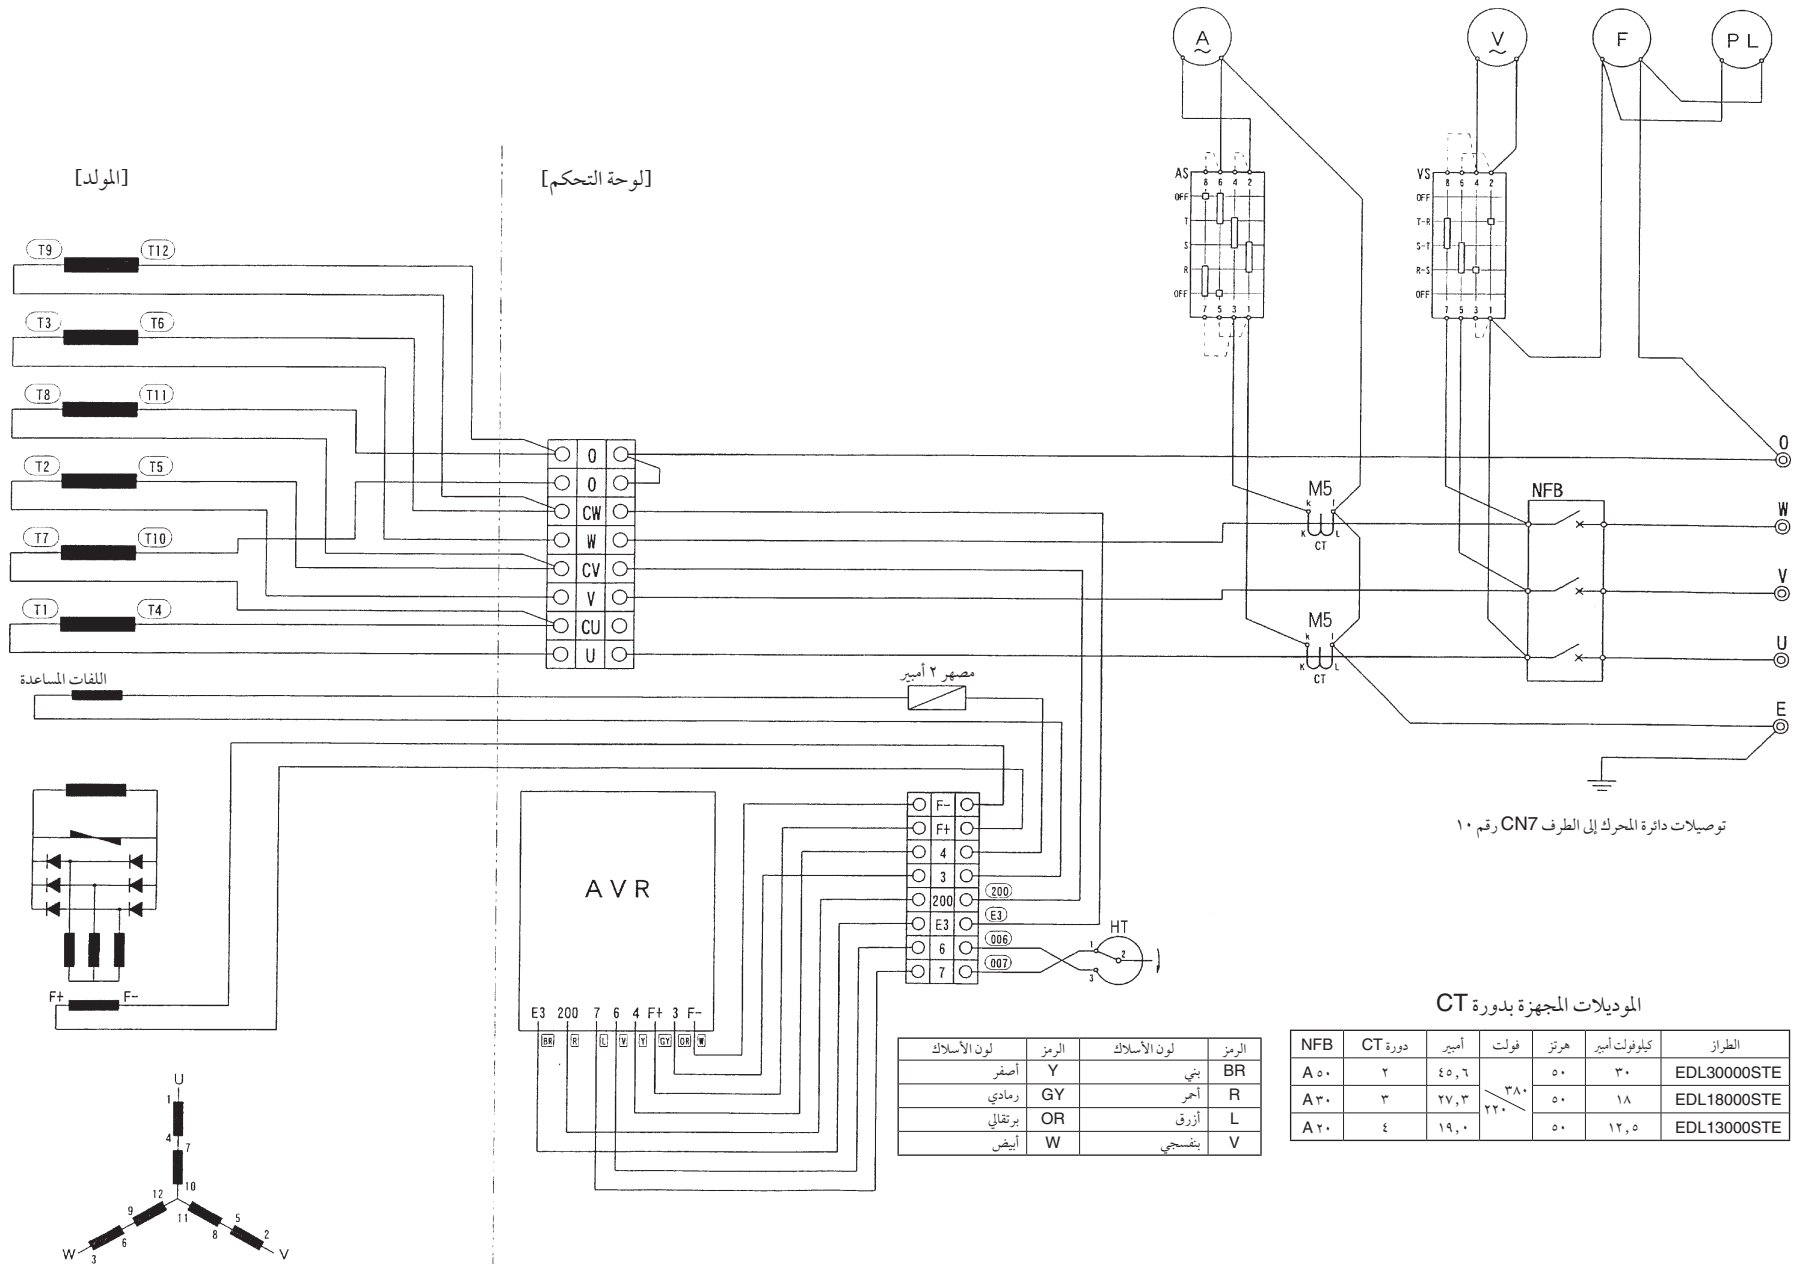 A
V
F
PL
[المولد]
[لوحة التحكم]
AS
8 6 4 2
OFF
T
S
R
OFF
7 5 3 1
VS
8 6 4 2
OFF
T-R
S-T
R-S
OFF
7 5 3 1
T9
T12
T3
T6
T8
T11
T2
T5
T7
T10
T1
T4
O
O
CW
W
CV
V
CU
U
M5
k l
K L
CT
M5
k l
K L
CT
NFB
O
W
V
U
E
اللفات المساعدة
مصهر ٢ أمبير
توصيلات دائرة المحرك إلى الطرف CN7 رقم ١٠
AVR
E3 200 7 6 4 F+ 3 F-
BR R L V Y GY OR W
F-
F+
4
3
200
E3
6
7
200
E3
006
007
HT
1
2
3
F+ F-
U
1
4
7
10
12
9
6
3
W
11
8
5
2
V
الرمز لون الأسلاك الرمز لون الأسلاك
BR بني Y أصفر
R أحمر GY رمادي
L أزرق OR برتقالي
V بنفسجي W أبيض
الموديلات المجهزة بدورة CT
الطراز كيلوفولت أمبير هرتز فولت أمبير دورة CT NFB
EDL30000STE ٣٠ ٥٠ ٣٨٠/٢٢٠ ٤٥,٦ ٢ ٥٠ A
EDL18000STE ١٨ ٥٠ ٢٧,٣ ٣ ٣٠ A
EDL13000STE ١٢,٥ ٥٠ ١٩,٠ ٤ ٢٠ A